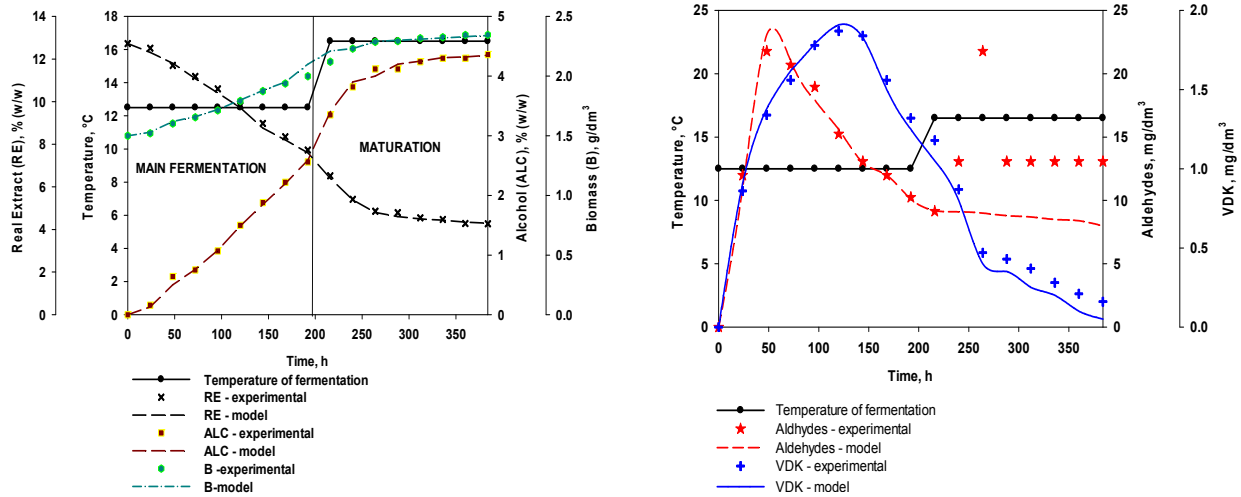 Real Extract (RE), % (w/w)
14
12
10
8
6
4
2
0
Temperature, °C
18
16
14
12
10
8
6
4
2
0
MAIN FERMENTATION
MATURATION
5
4
3
2
1
0
Alcohol (ALC), % (w/w)
2.5
2.0
1.5
1.0
0.5
0.0
Biomass (B), g/dm³
0 50 100 150 200 250 300 350
Time, h
Temperature of fermentation
RE - experimental
RE - model
ALC - experimental
ALC - model
B -experimental
B-model
Temperature, °C
25
20
15
10
5
0
25
20
15
10
5
0
Aldehydes, mg/dm³
2.0
1.5
1.0
0.5
0.0
VDK, mg/dm³
0 50 100 150 200 250 300 350
Time, h
Temperature of fermentation
Aldhydes - experimental
Aldehydes - model
VDK - experimental
VDK - model